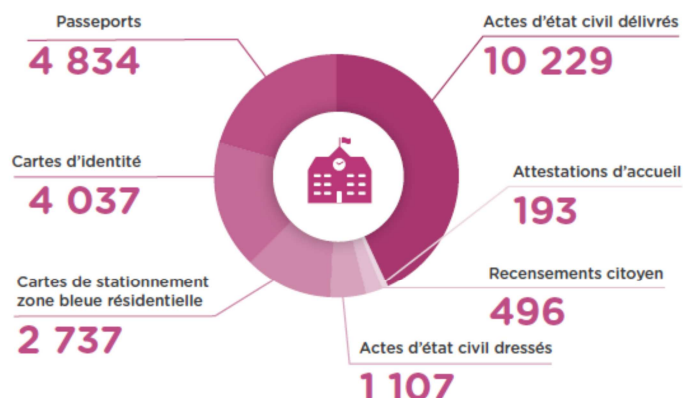 Passeports
4 834
Actes d'état civil délivrés
10 229
Cartes d'identité
4 037
Attestations d'accueil
193
Cartes de stationnement
zone bleue résidentielle
2 737
Recensements citoyen
496
Actes d'état civil dressés
1 107